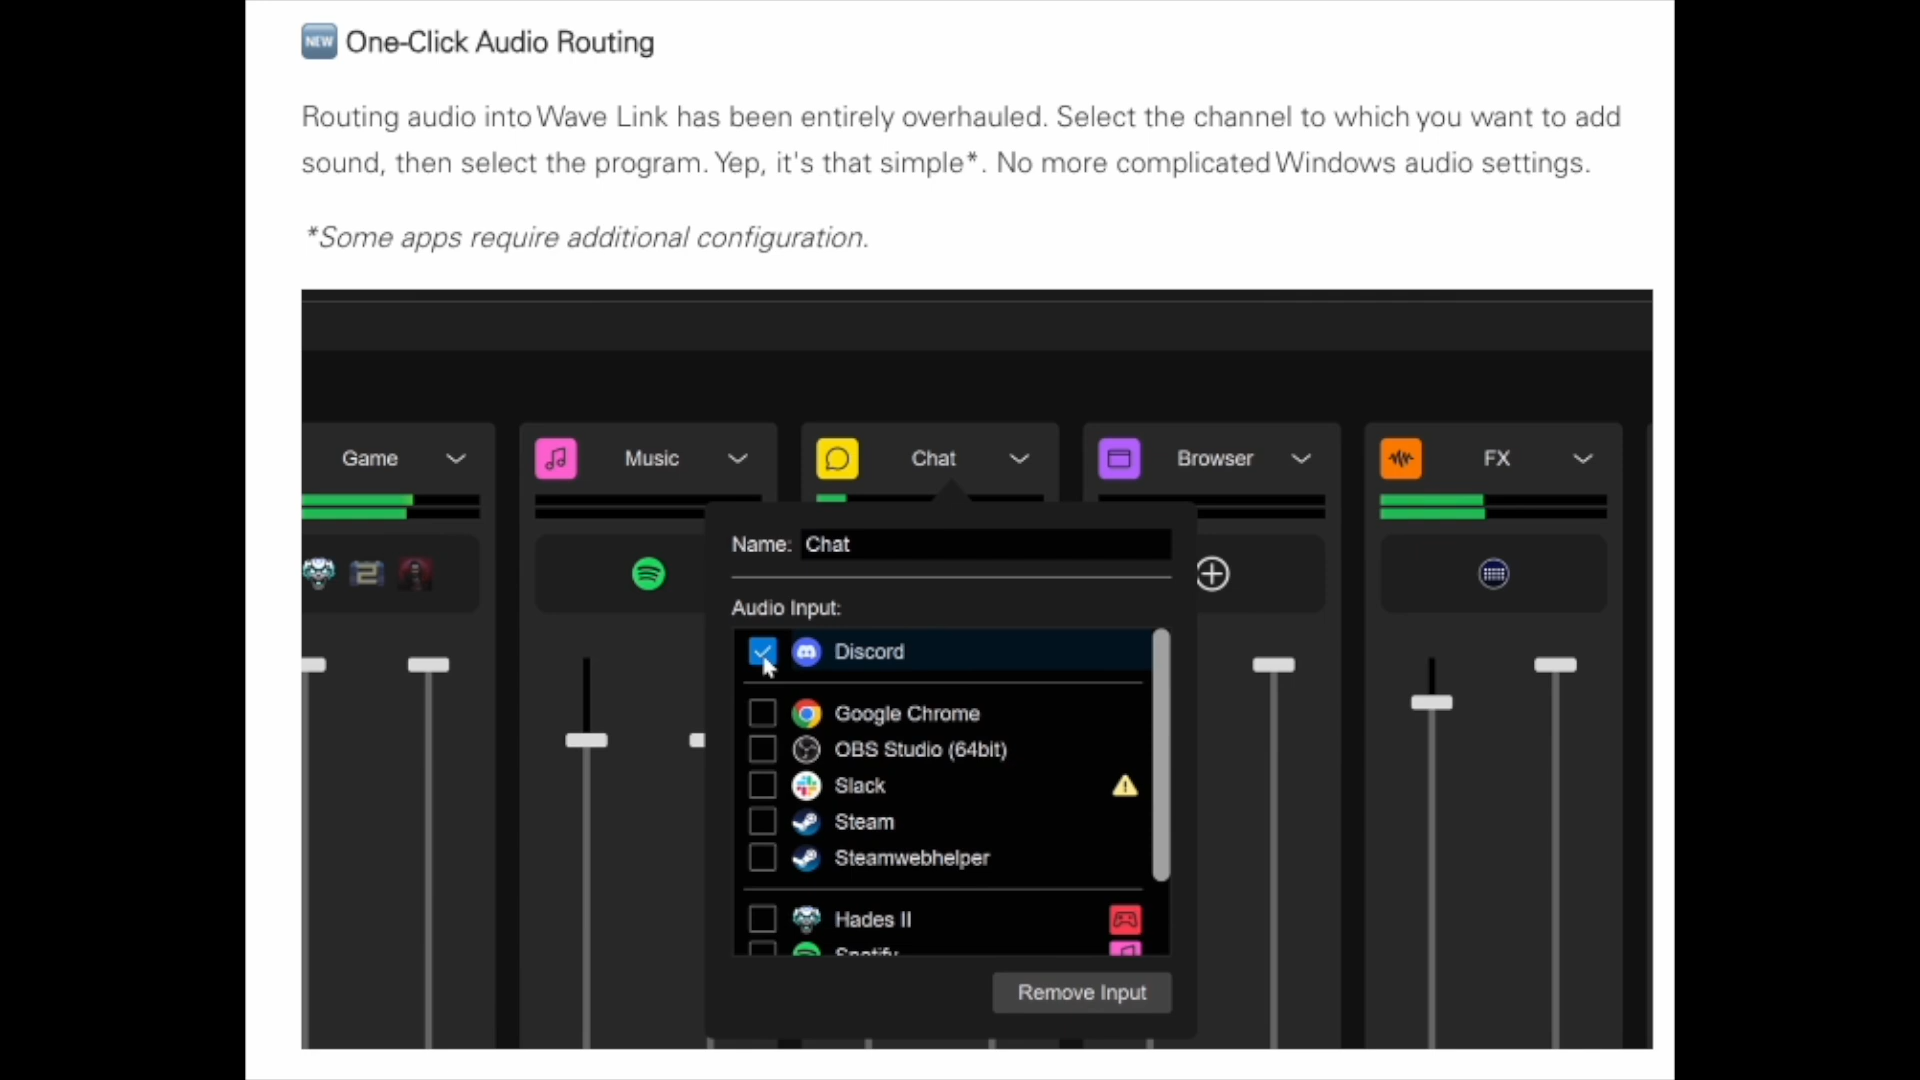 NEW One-Click Audio Routing
Routing audio into Wave Link has been entirely overhauled. Select the channel to which you want to add
sound, then select the program. Yep, it's that simple*. No more complicated Windows audio settings.
*Some apps require additional configuration.
Game
Music
Chat
Browser
FX
Name: Chat
Audio Input:
Discord
Google Chrome
OBS Studio (64bit)
Slack
Steam
Steamwebhelper
Hades II
Spotify
Remove Input